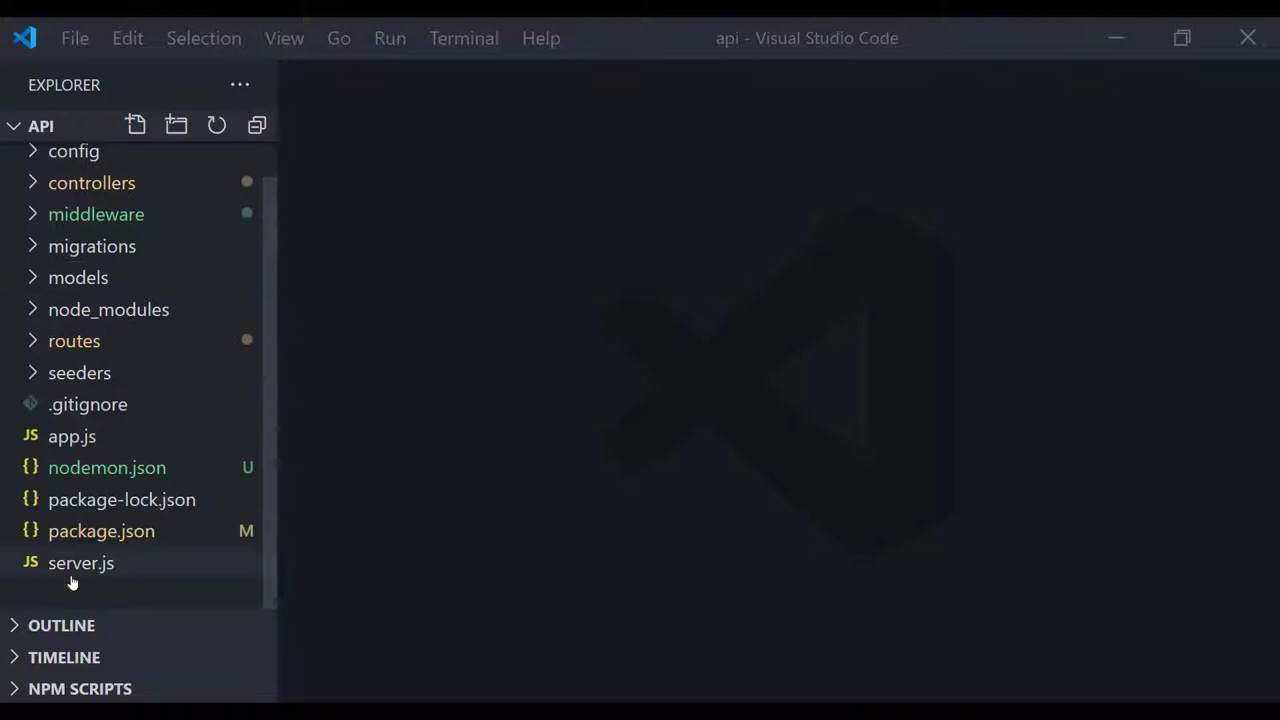 File Edit Selection View Go Run Terminal Help api - Visual Studio Code
EXPLORER
API
config
controllers
middleware
migrations
models
node_modules
routes
seeders
.gitignore
JS app.js
{} nodemon.json U
{} package-lock.json
{} package.json M
JS server.js
OUTLINE
TIMELINE
NPM SCRIPTS